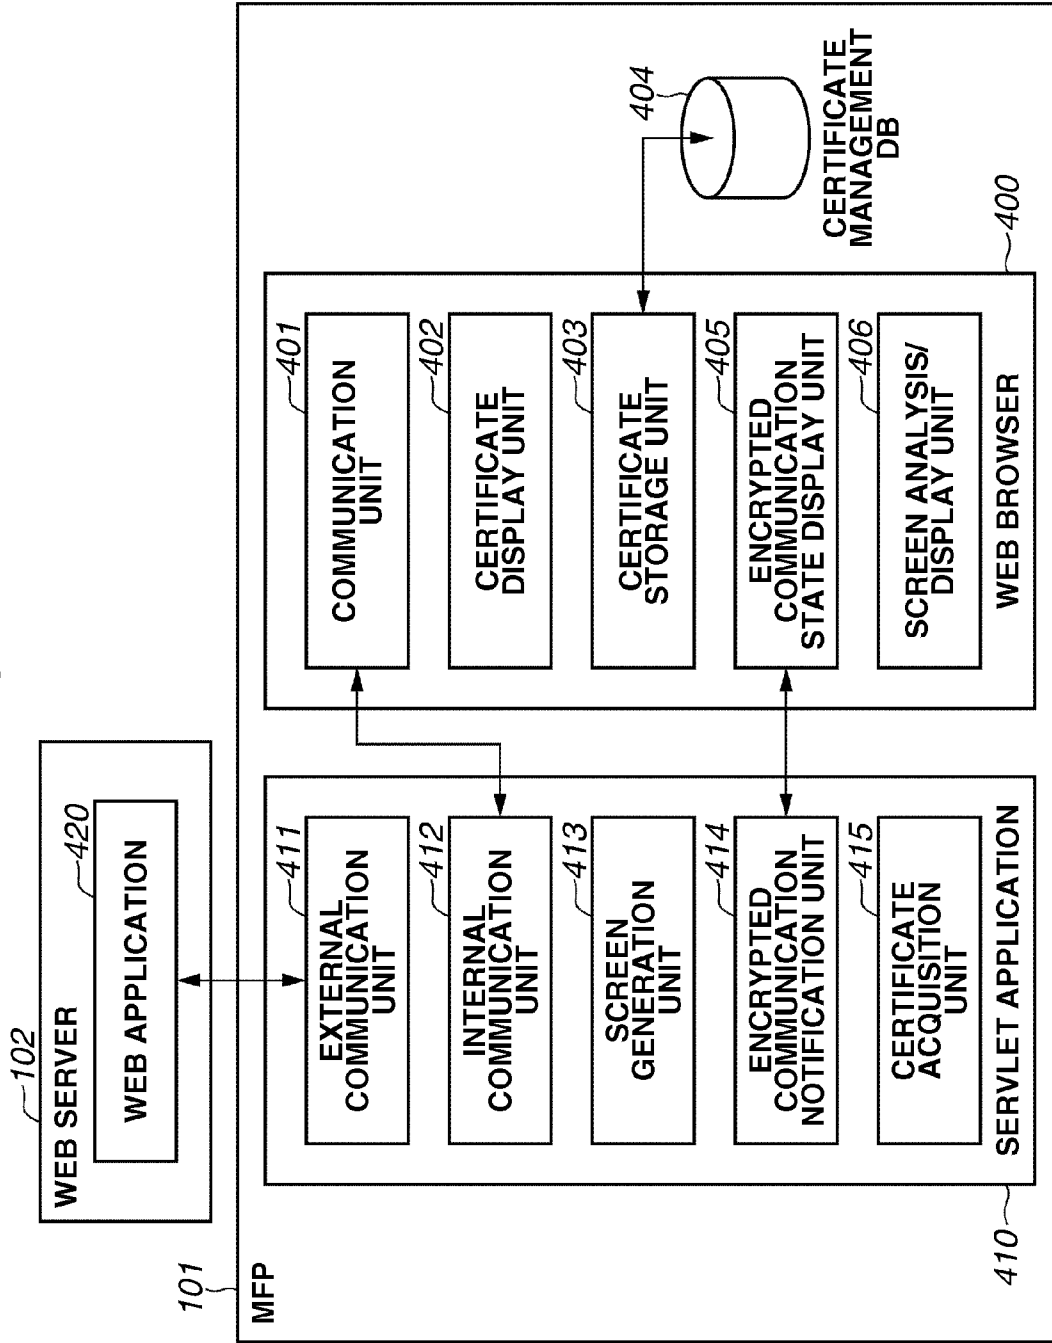 102
WEB SERVER
420
WEB APPLICATION
101
MFP
411
EXTERNAL
COMMUNICATION
UNIT
412
INTERNAL
COMMUNICATION
UNIT
413
SCREEN
GENERATION
UNIT
414
ENCRYPTED
COMMUNICATION
NOTIFICATION UNIT
415
CERTIFICATE
ACQUISITION
UNIT
SERVLET APPLICATION
410
401
COMMUNICATION
UNIT
402
CERTIFICATE
DISPLAY UNIT
403
CERTIFICATE
STORAGE UNIT
405
ENCRYPTED
COMMUNICATION
STATE DISPLAY UNIT
406
SCREEN ANALYSIS/
DISPLAY UNIT
WEB BROWSER
400
404
CERTIFICATE
MANAGEMENT
DB